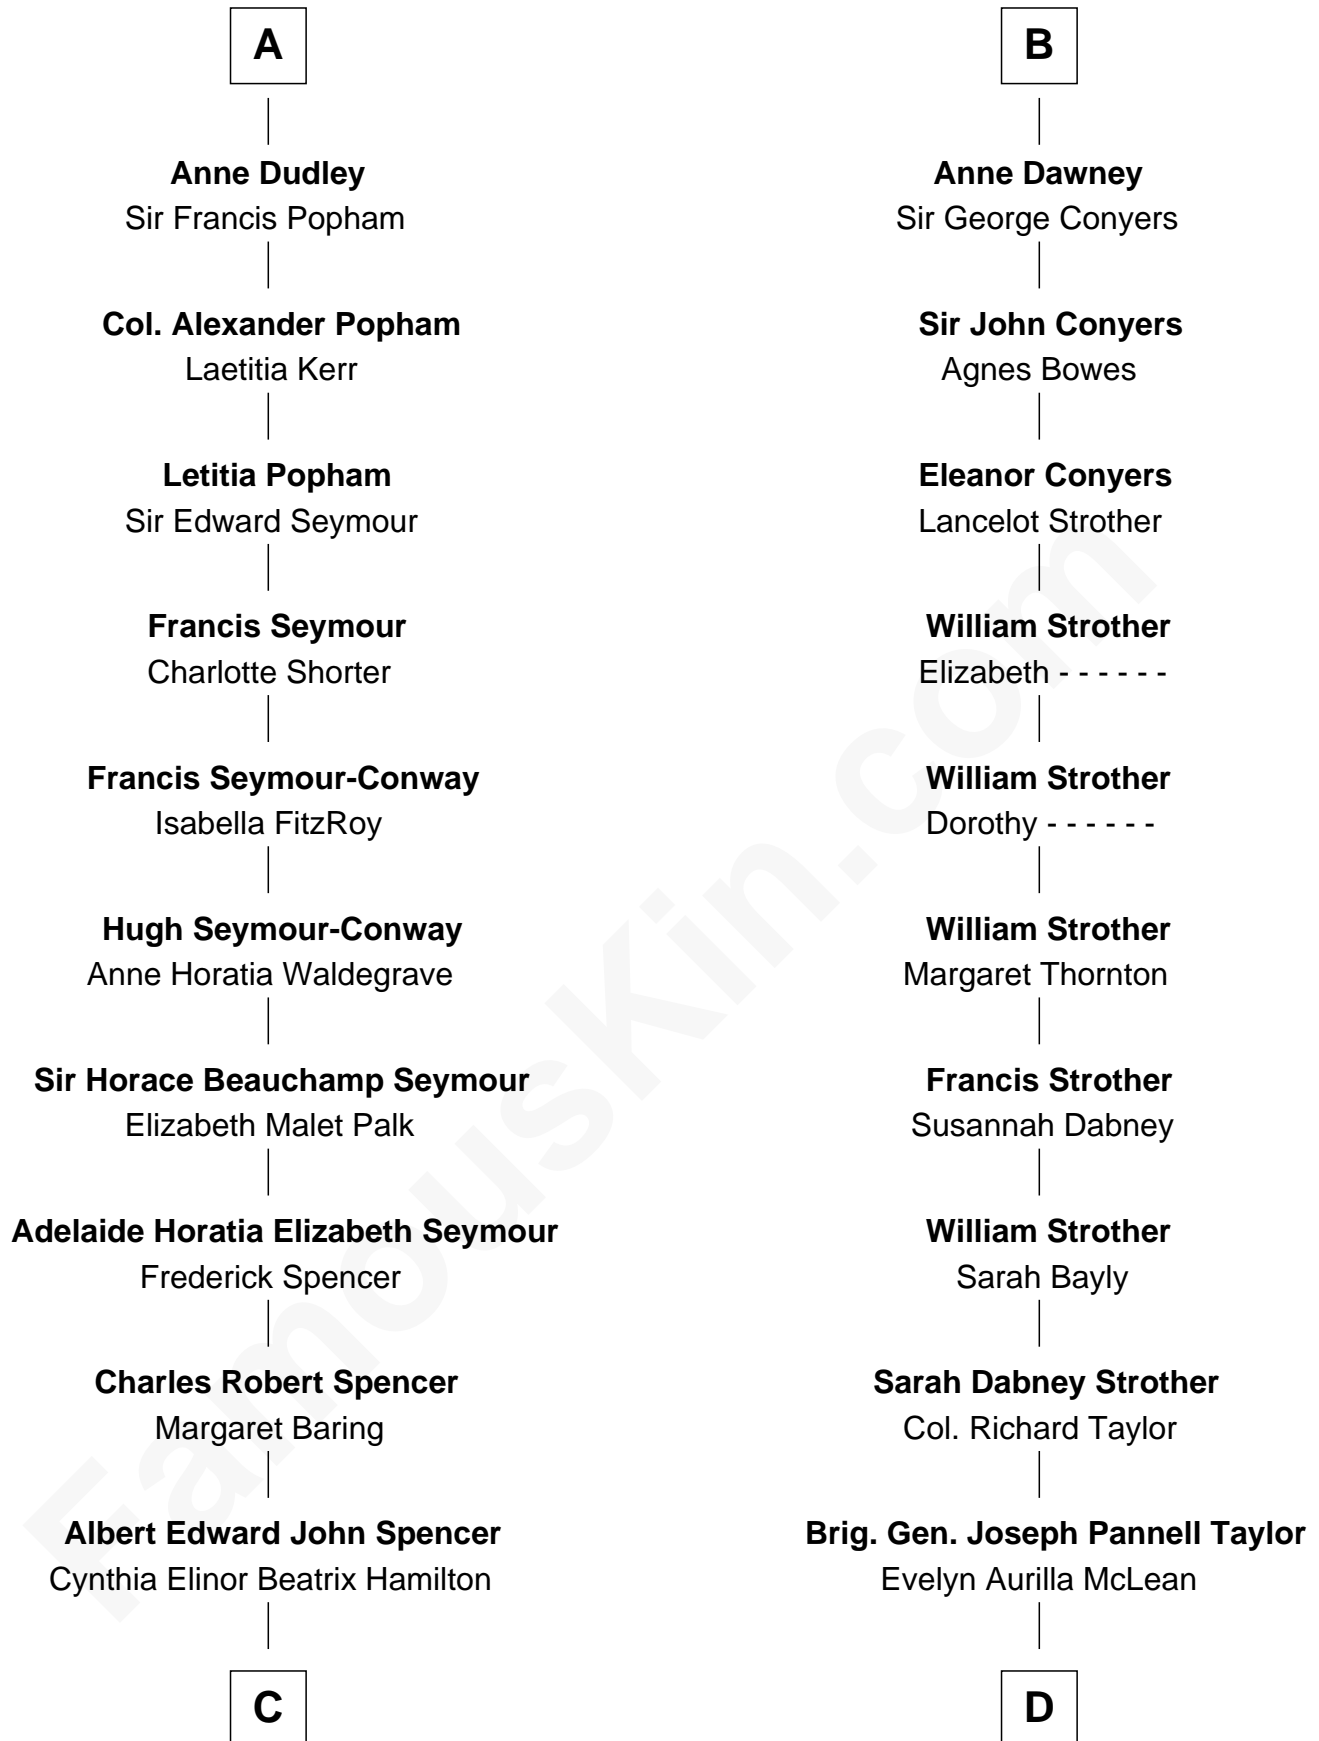 A
Anne Dudley
Sir Francis Popham
Col. Alexander Popham
Laetitia Kerr
Letitia Popham
Sir Edward Seymour
Francis Seymour
Charlotte Shorter
Francis Seymour-Conway
Isabella FitzRoy
Hugh Seymour-Conway
Anne Horatia Waldegrave
Sir Horace Beauchamp Seymour
Elizabeth Malet Palk
Adelaide Horatia Elizabeth Seymour
Frederick Spencer
Charles Robert Spencer
Margaret Baring
Albert Edward John Spencer
Cynthia Elinor Beatrix Hamilton
C
B
Anne Dawney
Sir George Conyers
Sir John Conyers
Agnes Bowes
Eleanor Conyers
Lancelot Strother
William Strother
Elizabeth - - - - - -
William Strother
Dorothy - - - - - -
William Strother
Margaret Thornton
Francis Strother
Susannah Dabney
William Strother
Sarah Bayly
Sarah Dabney Strother
Col. Richard Taylor
Brig. Gen. Joseph Pannell Taylor
Evelyn Aurilla McLean
D
FamousKin.com